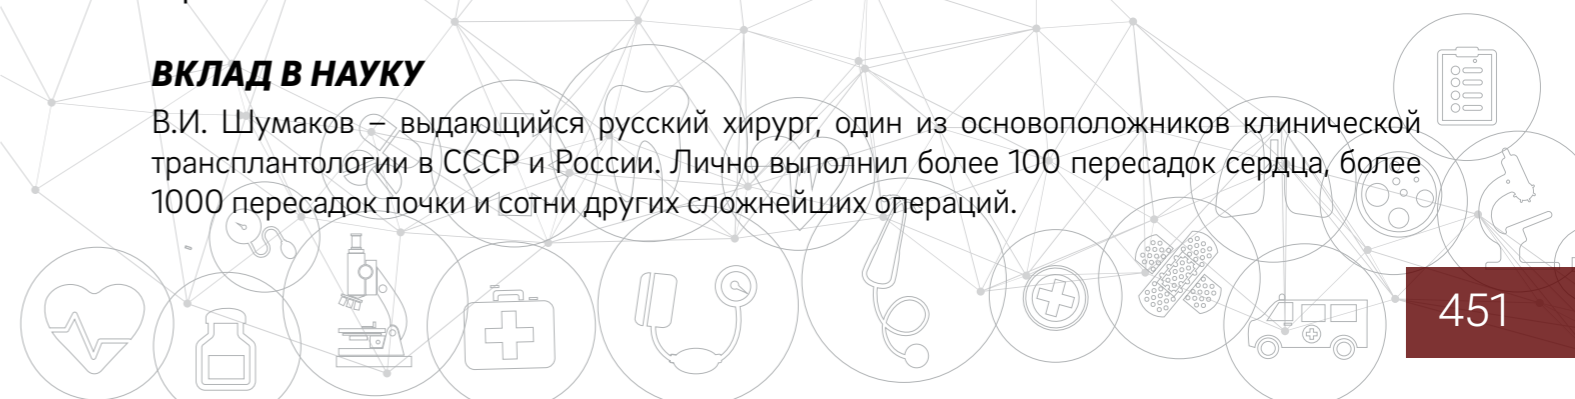 ВКЛАД В НАУКУ
В.И. Шумаков – выдающийся русский хирург, один из основоположников клинической
трансплантологии в СССР и России. Лично выполнил более 100 пересадок сердца, более
1000 пересадок почки и сотни других сложнейших операций.
451